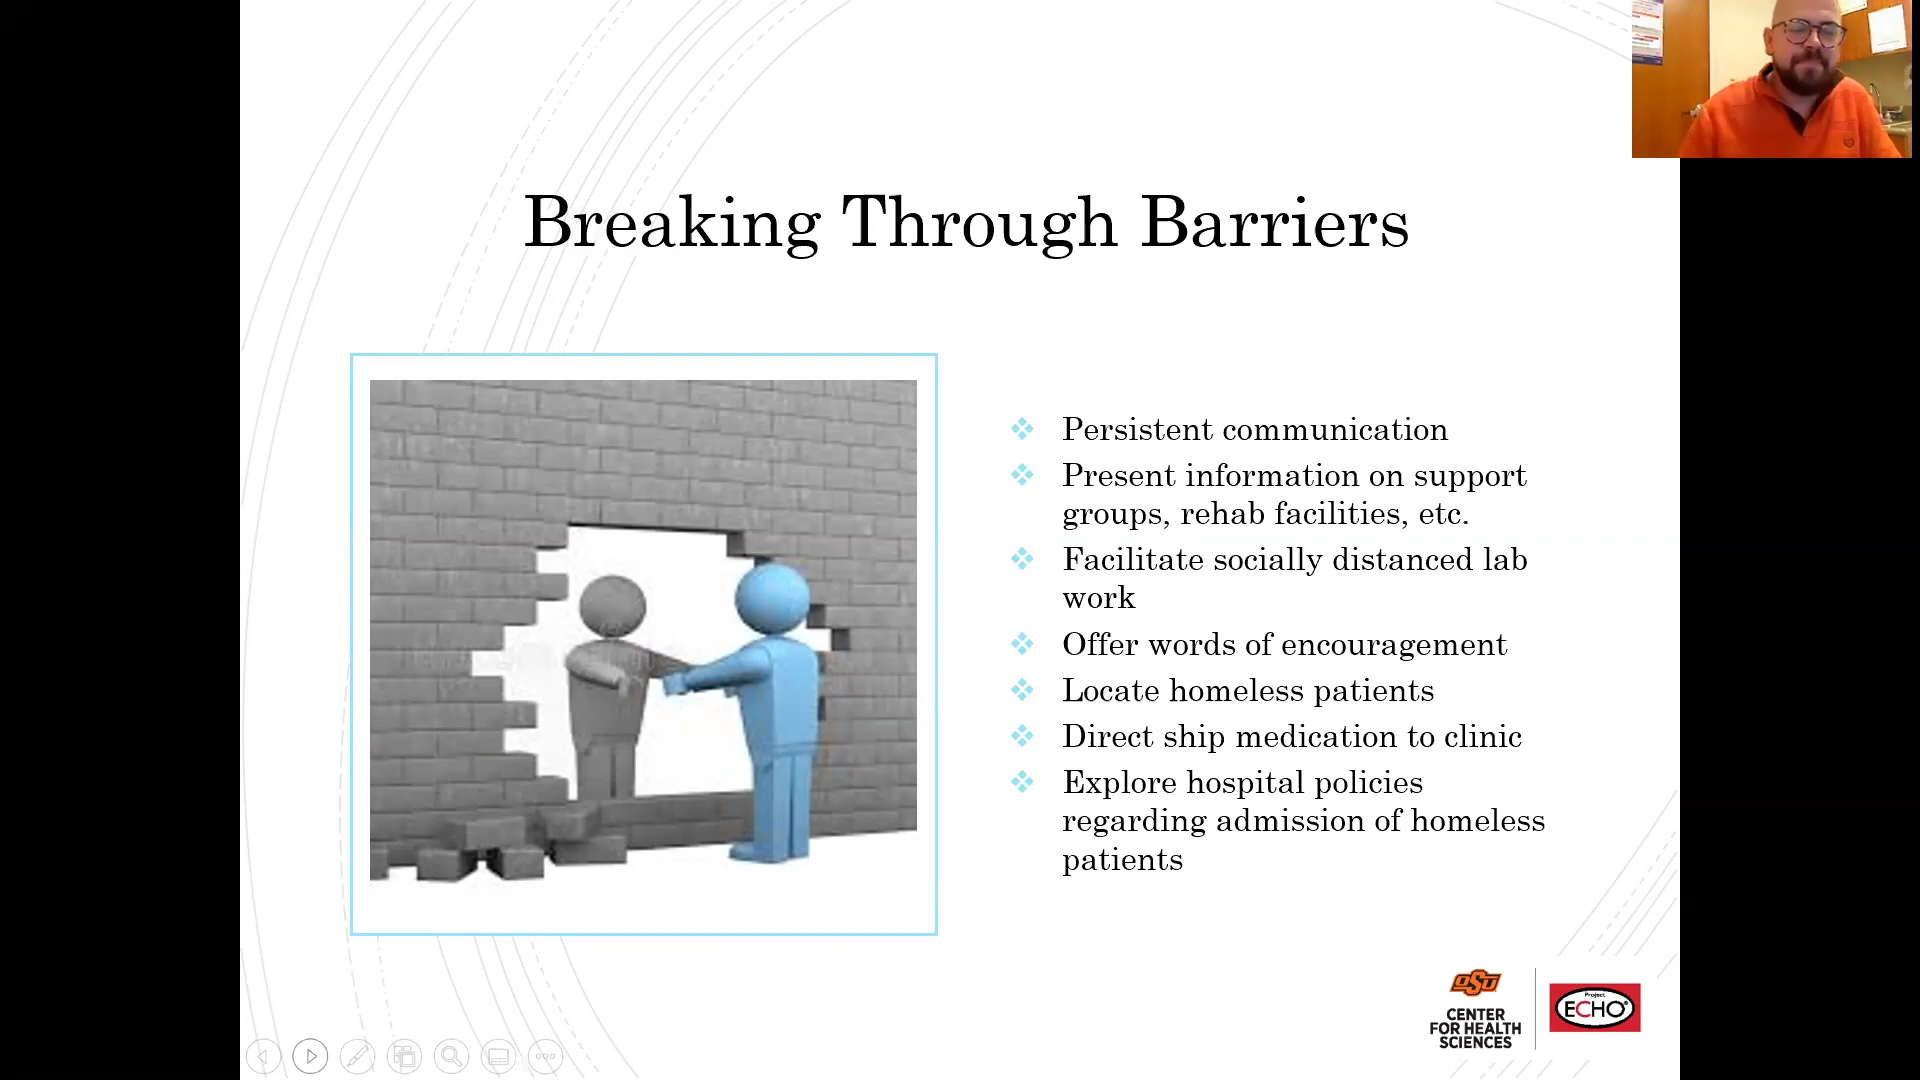 Breaking Through Barriers
Persistent communication
Present information on support
groups, rehab facilities, etc.
Facilitate socially distanced lab
work
Offer words of encouragement
Locate homeless patients
Direct ship medication to clinic
Explore hospital policies
regarding admission of homeless
patients
OSU
CENTER
FOR HEALTH
SCIENCES
Project
ECHO®